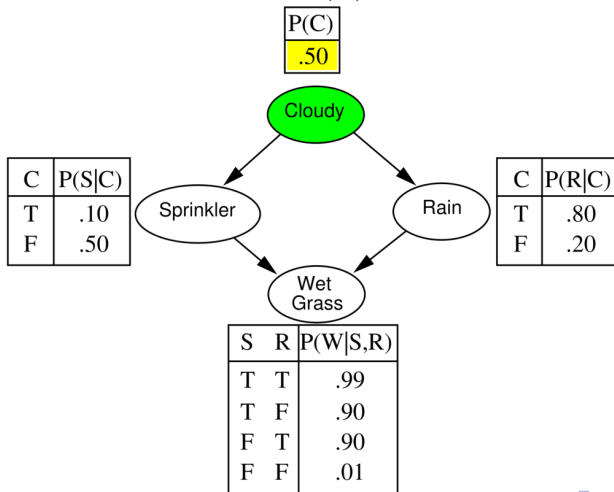 P(C)
.50
Cloudy
C P(S|C)
T .10
F .50
Sprinkler
Rain
C P(R|C)
T .80
F .20
Wet
Grass
S R P(W|S,R)
T T .99
T F .90
F T .90
F F .01